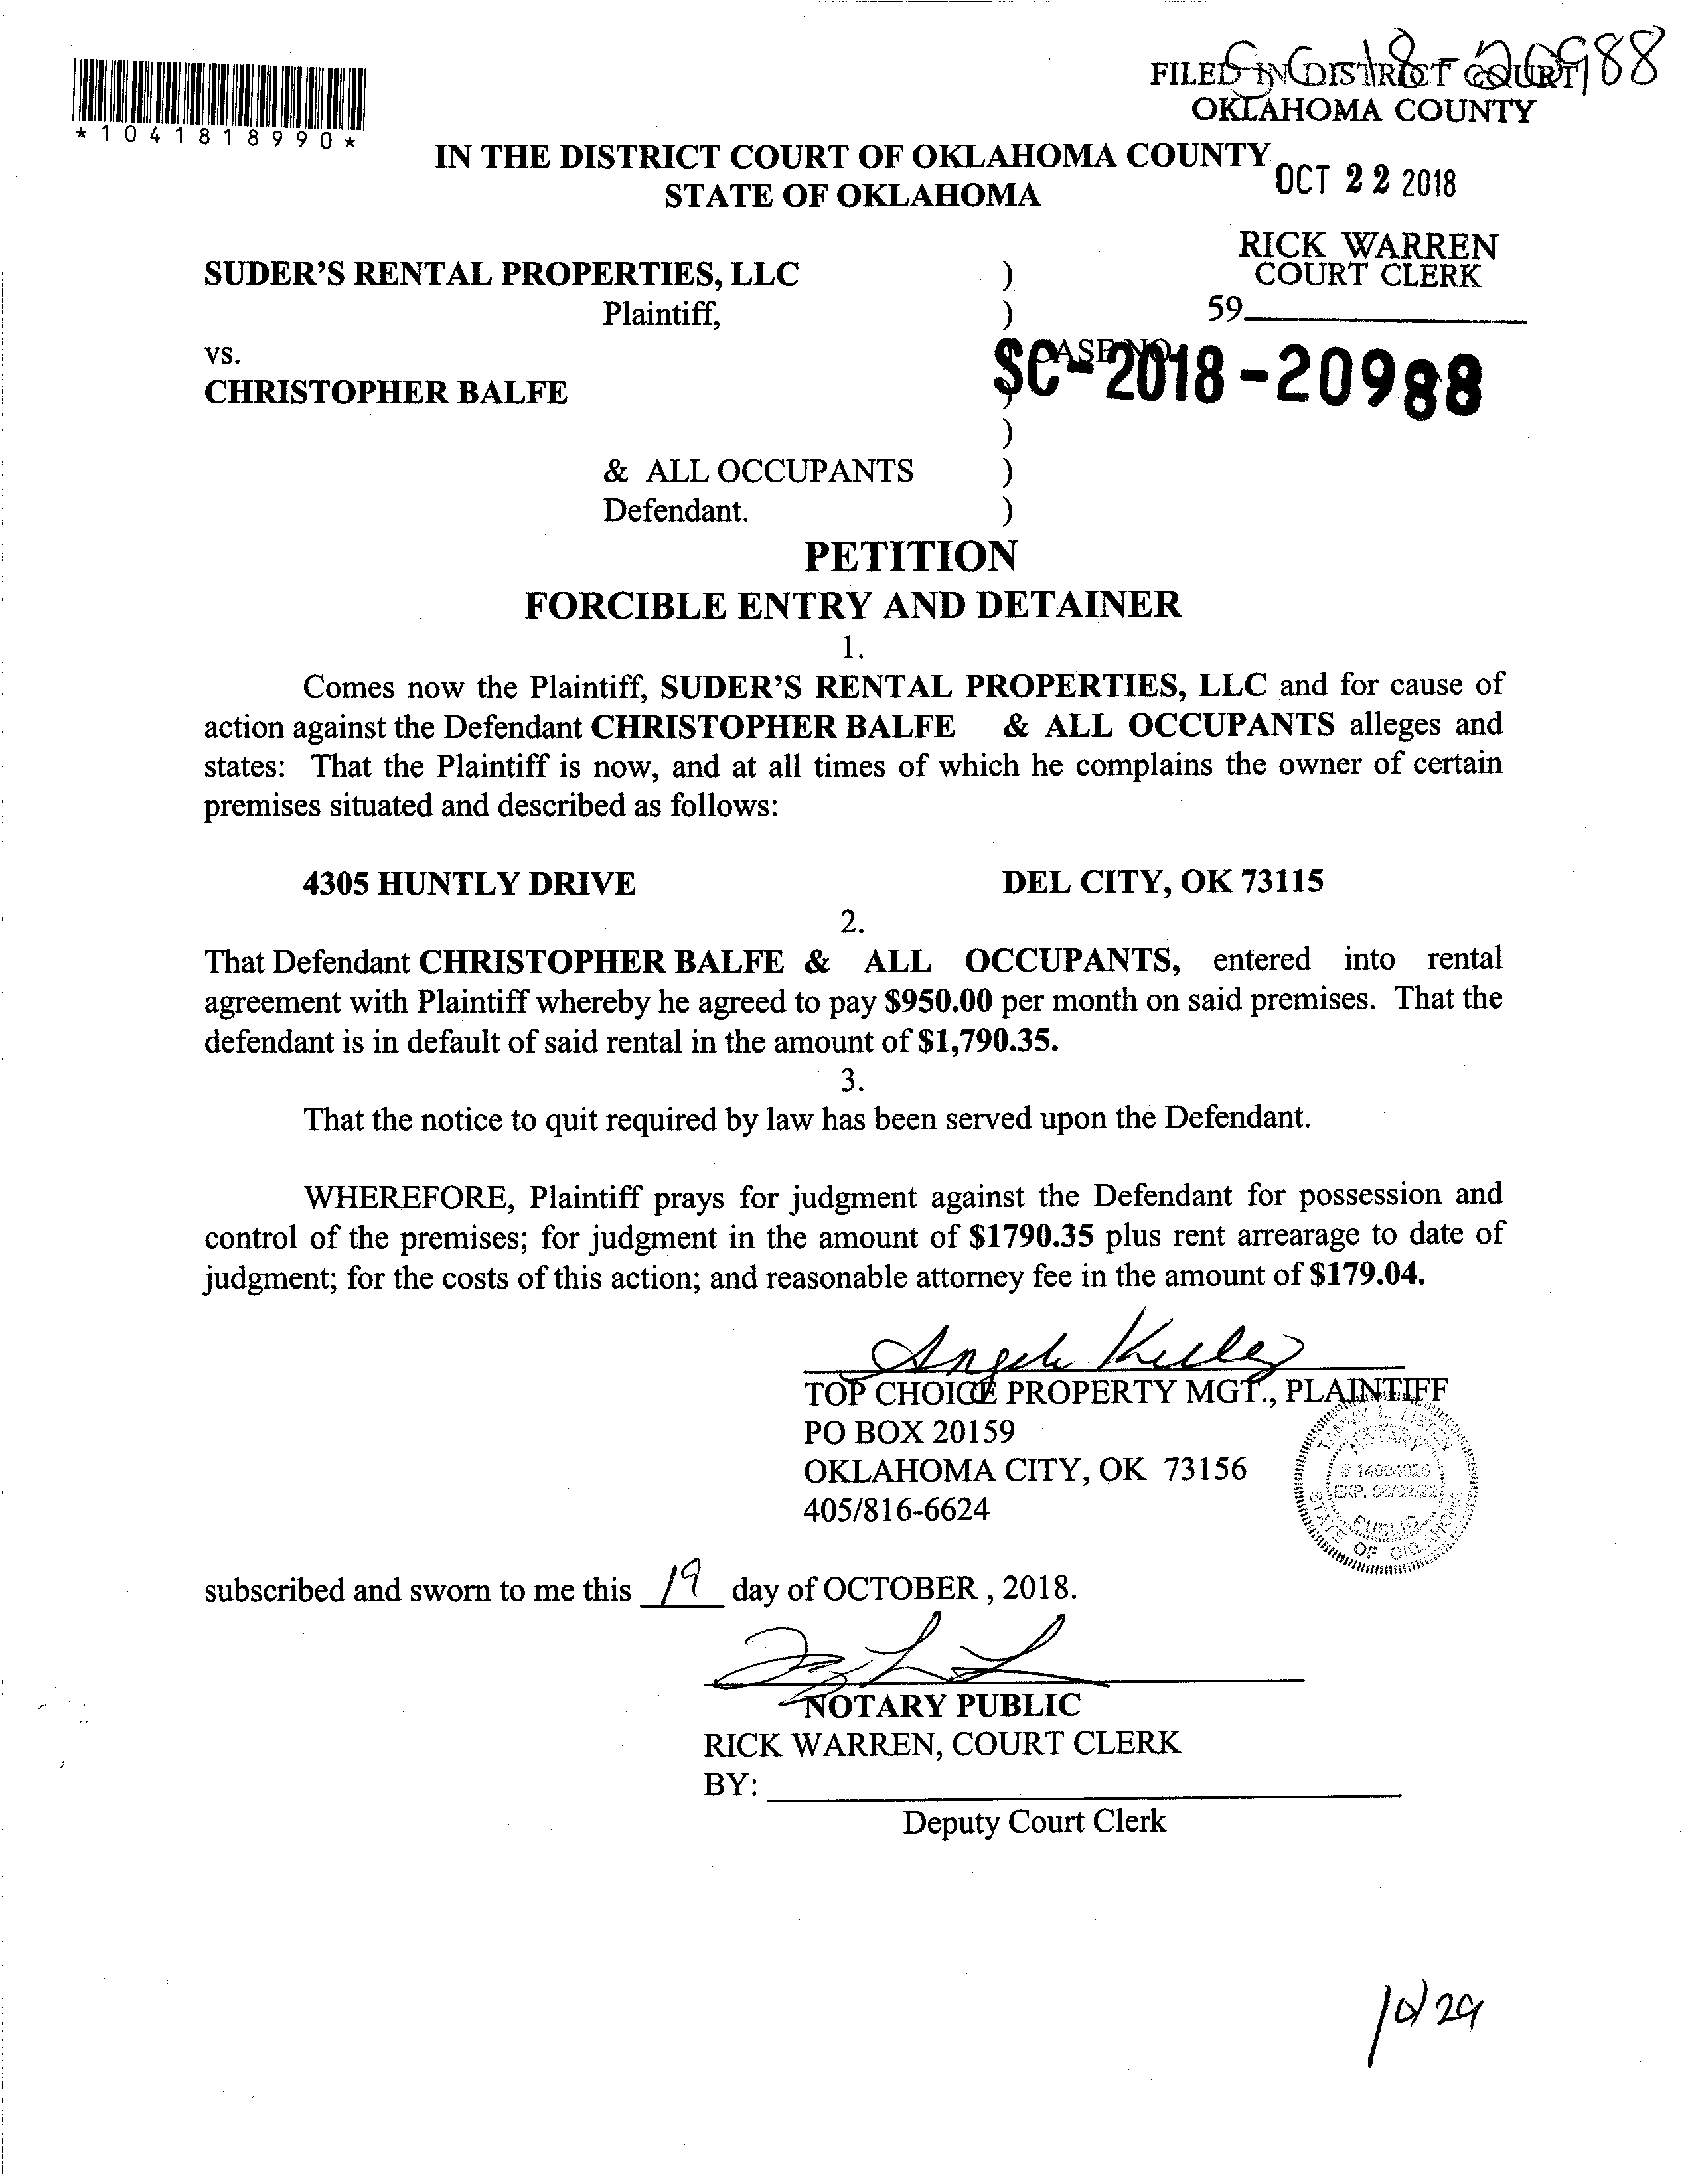 SC-18-20988
FILED IN DISTRICT COURT
OKLAHOMA COUNTY
*1041818990*
IN THE DISTRICT COURT OF OKLAHOMA COUNTY
STATE OF OKLAHOMA
OCT 22 2018
RICK WARREN
COURT CLERK
59
SUDER'S RENTAL PROPERTIES, LLC )
Plaintiff, )
vs.
CASE NO.
SC-2018-20988
CHRISTOPHER BALFE )
)
& ALL OCCUPANTS )
Defendant. )
PETITION
FORCIBLE ENTRY AND DETAINER
1.
Comes now the Plaintiff, SUDER'S RENTAL PROPERTIES, LLC and for cause of
action against the Defendant CHRISTOPHER BALFE & ALL OCCUPANTS alleges and
states: That the Plaintiff is now, and at all times of which he complains the owner of certain
premises situated and described as follows:
4305 HUNTLY DRIVE DEL CITY, OK 73115
2.
That Defendant CHRISTOPHER BALFE & ALL OCCUPANTS, entered into rental
agreement with Plaintiff whereby he agreed to pay $950.00 per month on said premises. That the
defendant is in default of said rental in the amount of $1,790.35.
3.
That the notice to quit required by law has been served upon the Defendant.
WHEREFORE, Plaintiff prays for judgment against the Defendant for possession and
control of the premises; for judgment in the amount of $1790.35 plus rent arrearage to date of
judgment; for the costs of this action; and reasonable attorney fee in the amount of $179.04.
TOP CHOICE PROPERTY MGT., PLAINTIFF
PO BOX 20159
OKLAHOMA CITY, OK 73156
405/816-6624
TAMMY L. LISTEN
NOTARY
# 14004926
EXP. 06/02/22
PUBLIC
STATE OF OKLAHOMA
subscribed and sworn to me this 19 day of OCTOBER , 2018.
NOTARY PUBLIC
RICK WARREN, COURT CLERK
BY:
Deputy Court Clerk
10/29